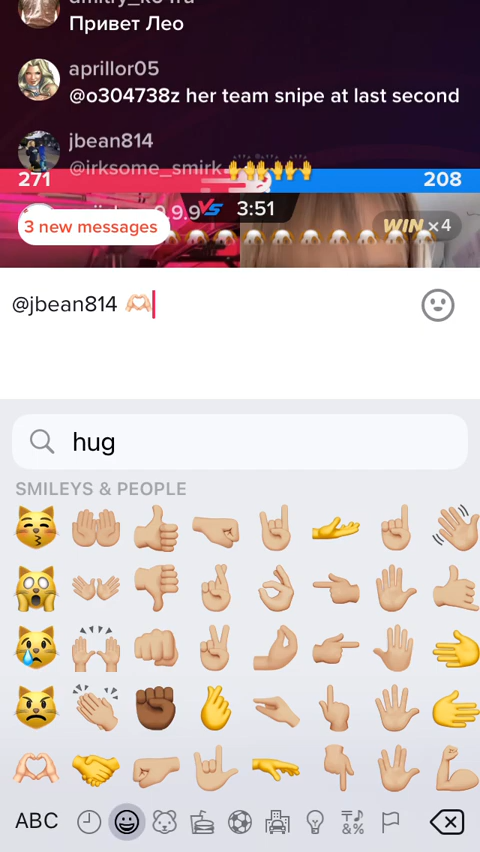 Привет Лео
aprillor05
@o304738z her team snipe at last second
jbean814
@irksome_smirk
271
208
VS
3:51
3 new messages
WIN ×4
@jbean814
hug
SMILEYS & PEOPLE
ABC